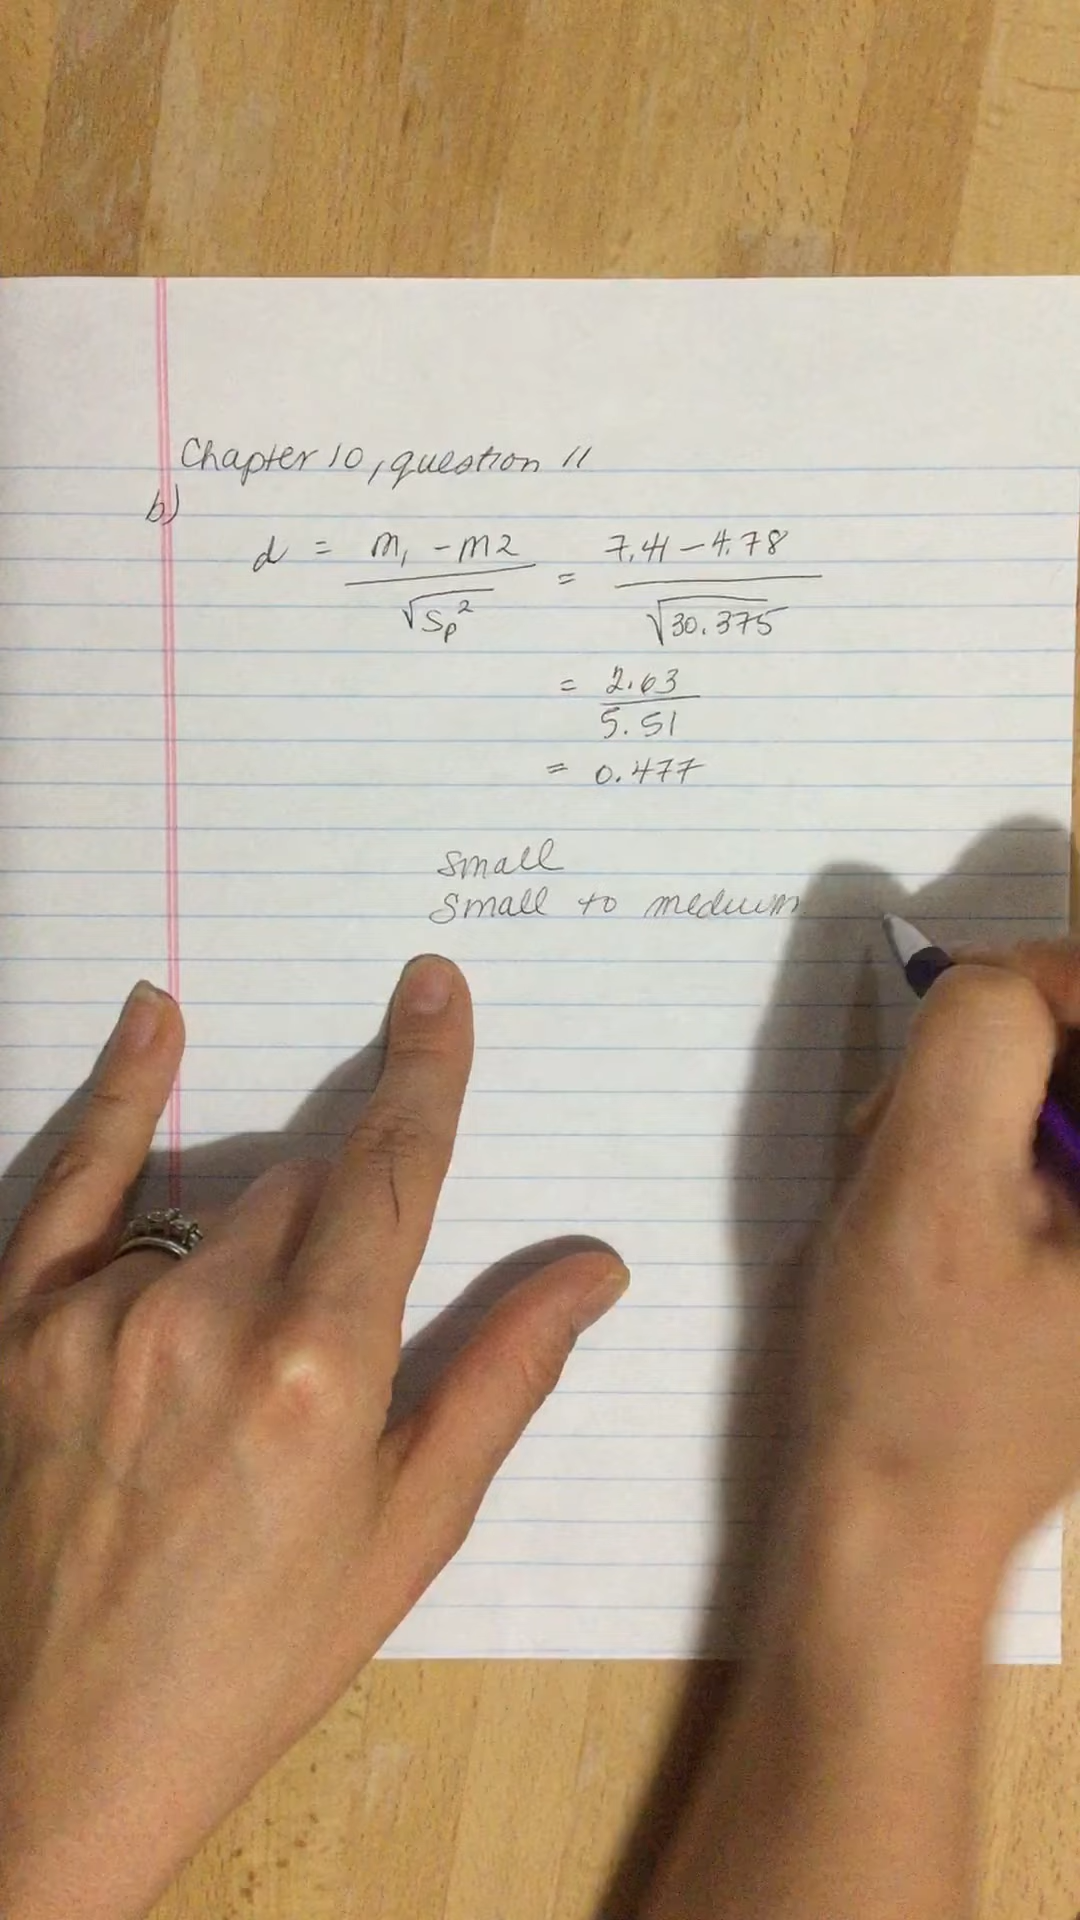 Chapter 10, question 11
b)
d = m₁ - m2 / √Sp² = 7.41 - 4.78 / √30.375
= 2.63 / 5.51
= 0.477
small
small to medium